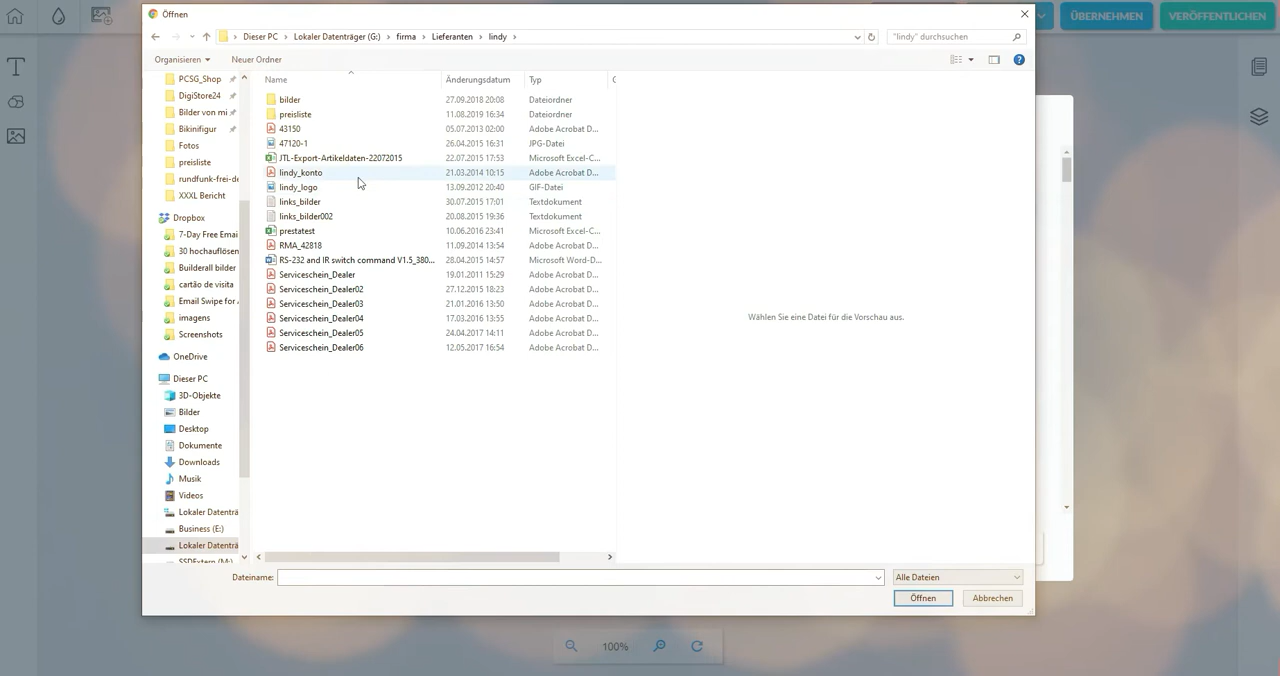 Öffnen
ÜBERNEHMEN
VERÖFFENTLICHEN
Dieser PC > Lokaler Datenträger (G:) > firma > Lieferanten > lindy >
"lindy" durchsuchen
Organisieren
Neuer Ordner
PCSG_Shop
DigiStore24
Bilder von mi
Bikinifigur
Fotos
preisliste
rundfunk-frei-de
XXXL Bericht
Dropbox
7-Day Free Emai
30 hochauflösen
Builderall bilder
cartão de visita
Email Swipe for A
imagens
Screenshots
OneDrive
Dieser PC
3D-Objekte
Bilder
Desktop
Dokumente
Downloads
Musik
Videos
Lokaler Datenträ
Business (E:)
Lokaler Datenträ
SSDExtern (M:)
Name Änderungsdatum Typ
bilder 27.09.2018 20:08 Dateiordner
preisliste 11.08.2019 16:34 Dateiordner
43150 05.07.2013 02:00 Adobe Acrobat D...
47120-1 26.04.2015 16:31 JPG-Datei
JTL-Export-Artikeldaten-22072015 22.07.2015 17:53 Microsoft Excel-C...
lindy_konto 21.03.2014 10:15 Adobe Acrobat D...
lindy_logo 13.09.2012 20:40 GIF-Datei
links_bilder 30.07.2015 17:01 Textdokument
links_bilder002 20.08.2015 19:36 Textdokument
prestatest 10.06.2016 23:41 Microsoft Excel-C...
RMA_42818 11.09.2014 13:54 Adobe Acrobat D...
RS-232 and IR switch command V1.5_380... 28.04.2015 14:57 Microsoft Word-D...
Serviceschein_Dealer 19.01.2011 15:29 Adobe Acrobat D...
Serviceschein_Dealer02 27.12.2015 18:23 Adobe Acrobat D...
Serviceschein_Dealer03 21.01.2016 13:50 Adobe Acrobat D...
Serviceschein_Dealer04 17.03.2016 13:55 Adobe Acrobat D...
Serviceschein_Dealer05 24.04.2017 14:11 Adobe Acrobat D...
Serviceschein_Dealer06 12.05.2017 16:54 Adobe Acrobat D...
Wählen Sie eine Datei für die Vorschau aus.
Dateiname:
Alle Dateien
Öffnen
Abbrechen
100%